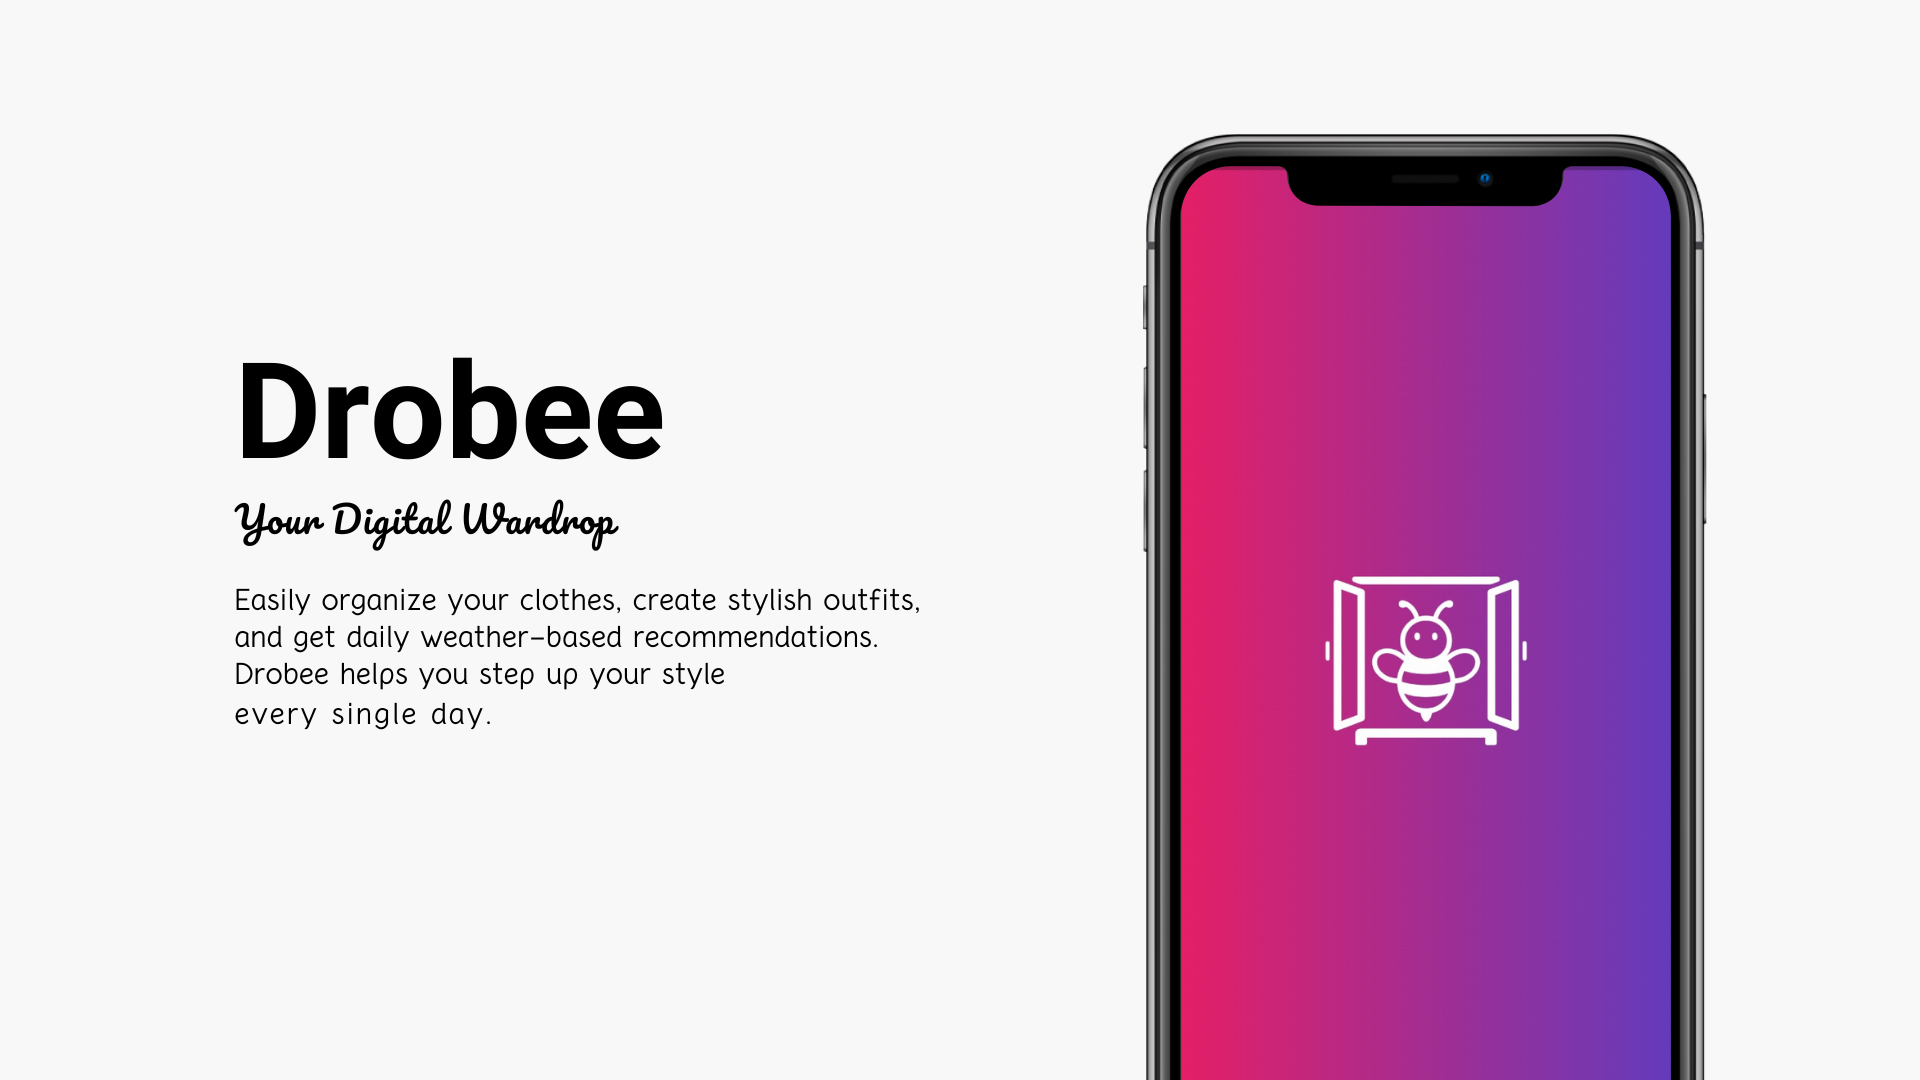 Drobee
Your Digital Wardrop
Easily organize your clothes, create stylish outfits,
and get daily weather-based recommendations.
Drobee helps you step up your style
every single day.